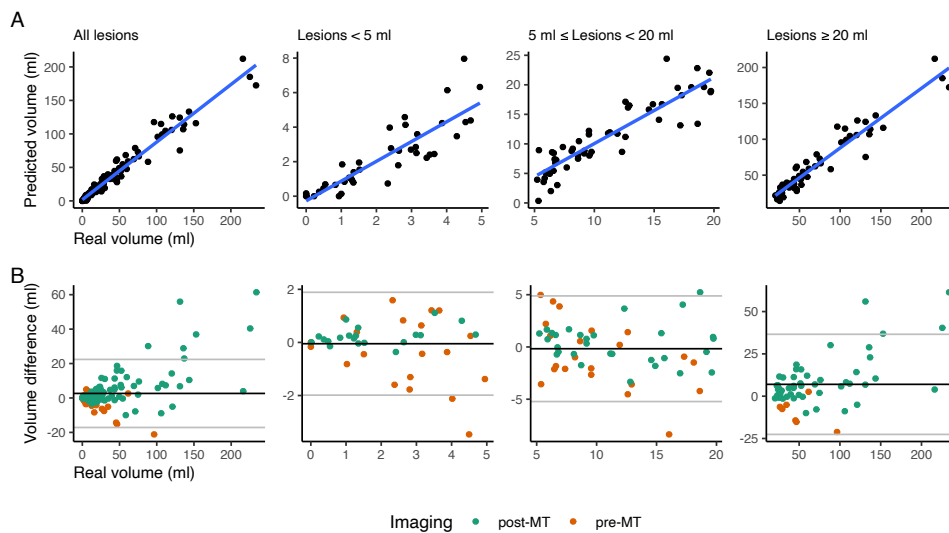 A
All lesions
Lesions < 5 ml
5 ml ≤ Lesions < 20 ml
Lesions ≥ 20 ml
Predicted volume (ml)
200
150
100
50
0
0 50 100 150 200
Real volume (ml)
8
6
4
2
0
0 1 2 3 4 5
25
20
15
10
5
0
5 10 15 20
200
150
100
50
0
50 100 150 200
B
Volume difference (ml)
60
40
20
0
-20
0 50 100 150 200
Real volume (ml)
2
0
-2
0 1 2 3 4 5
5
0
-5
5 10 15 20
50
25
0
-25
50 100 150 200
Imaging post-MT pre-MT